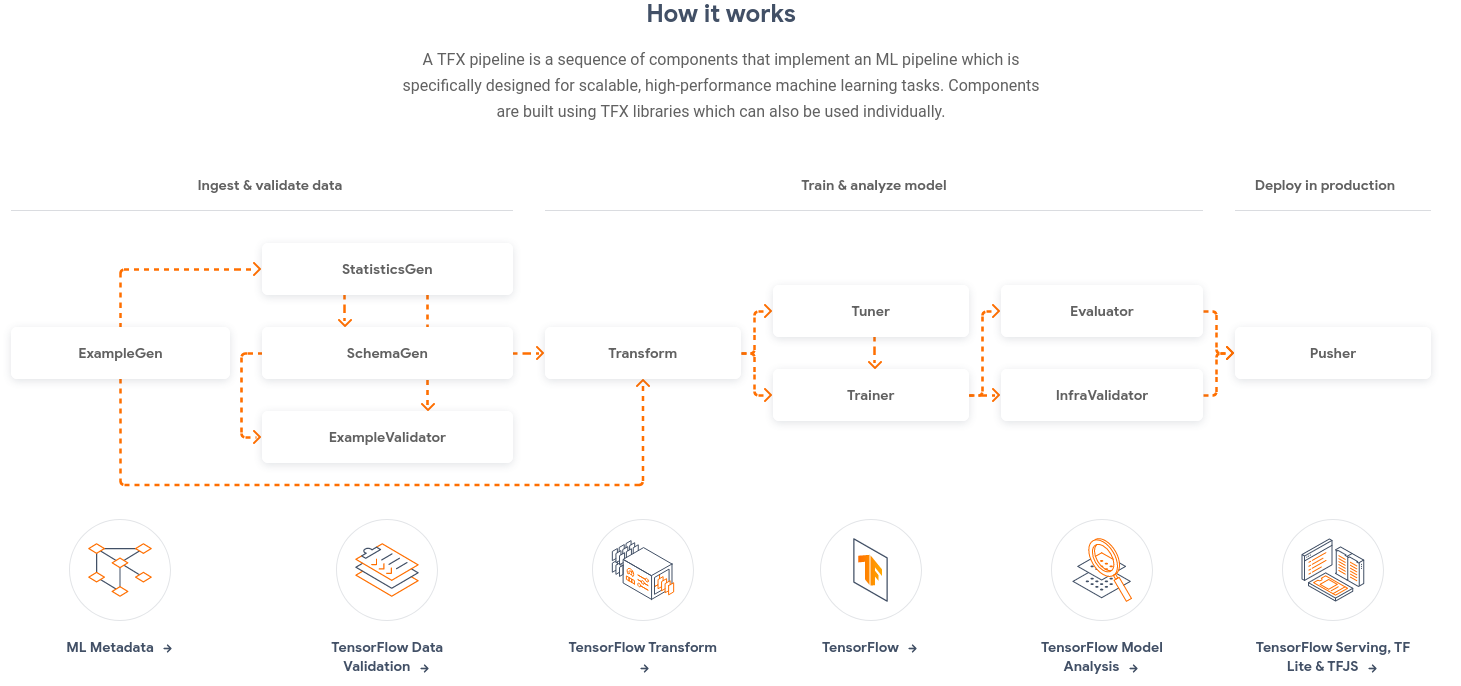 How it works
A TFX pipeline is a sequence of components that implement an ML pipeline which is
specifically designed for scalable, high-performance machine learning tasks. Components
are built using TFX libraries which can also be used individually.
Ingest & validate data
Train & analyze model
Deploy in production
StatisticsGen
ExampleGen
SchemaGen
ExampleValidator
Transform
Tuner
Trainer
Evaluator
InfraValidator
Pusher
ML Metadata →
TensorFlow Data
Validation →
TensorFlow Transform
→
TensorFlow →
TensorFlow Model
Analysis →
TensorFlow Serving, TF
Lite & TFJS →